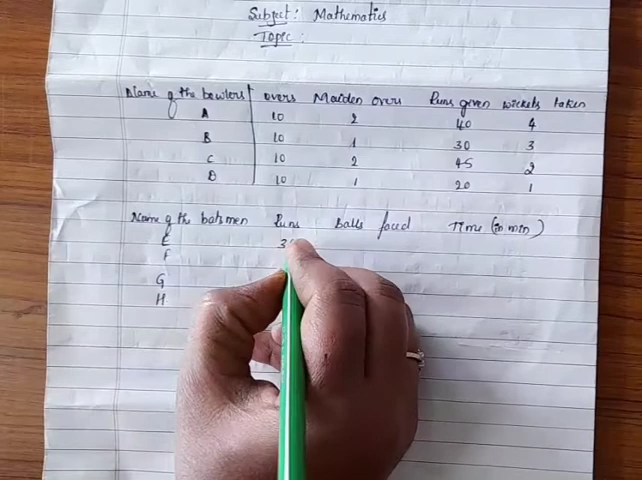 Subject: Mathematics
Topic:
Name of the bowlers overs Maiden overs Runs given wickets taken
A 10 2 40 4
B 10 1 30 3
C 10 2 45 2
D 10 1 20 1
Name of the batsmen Runs Balls faced Time (in min)
E 3
F
G
H